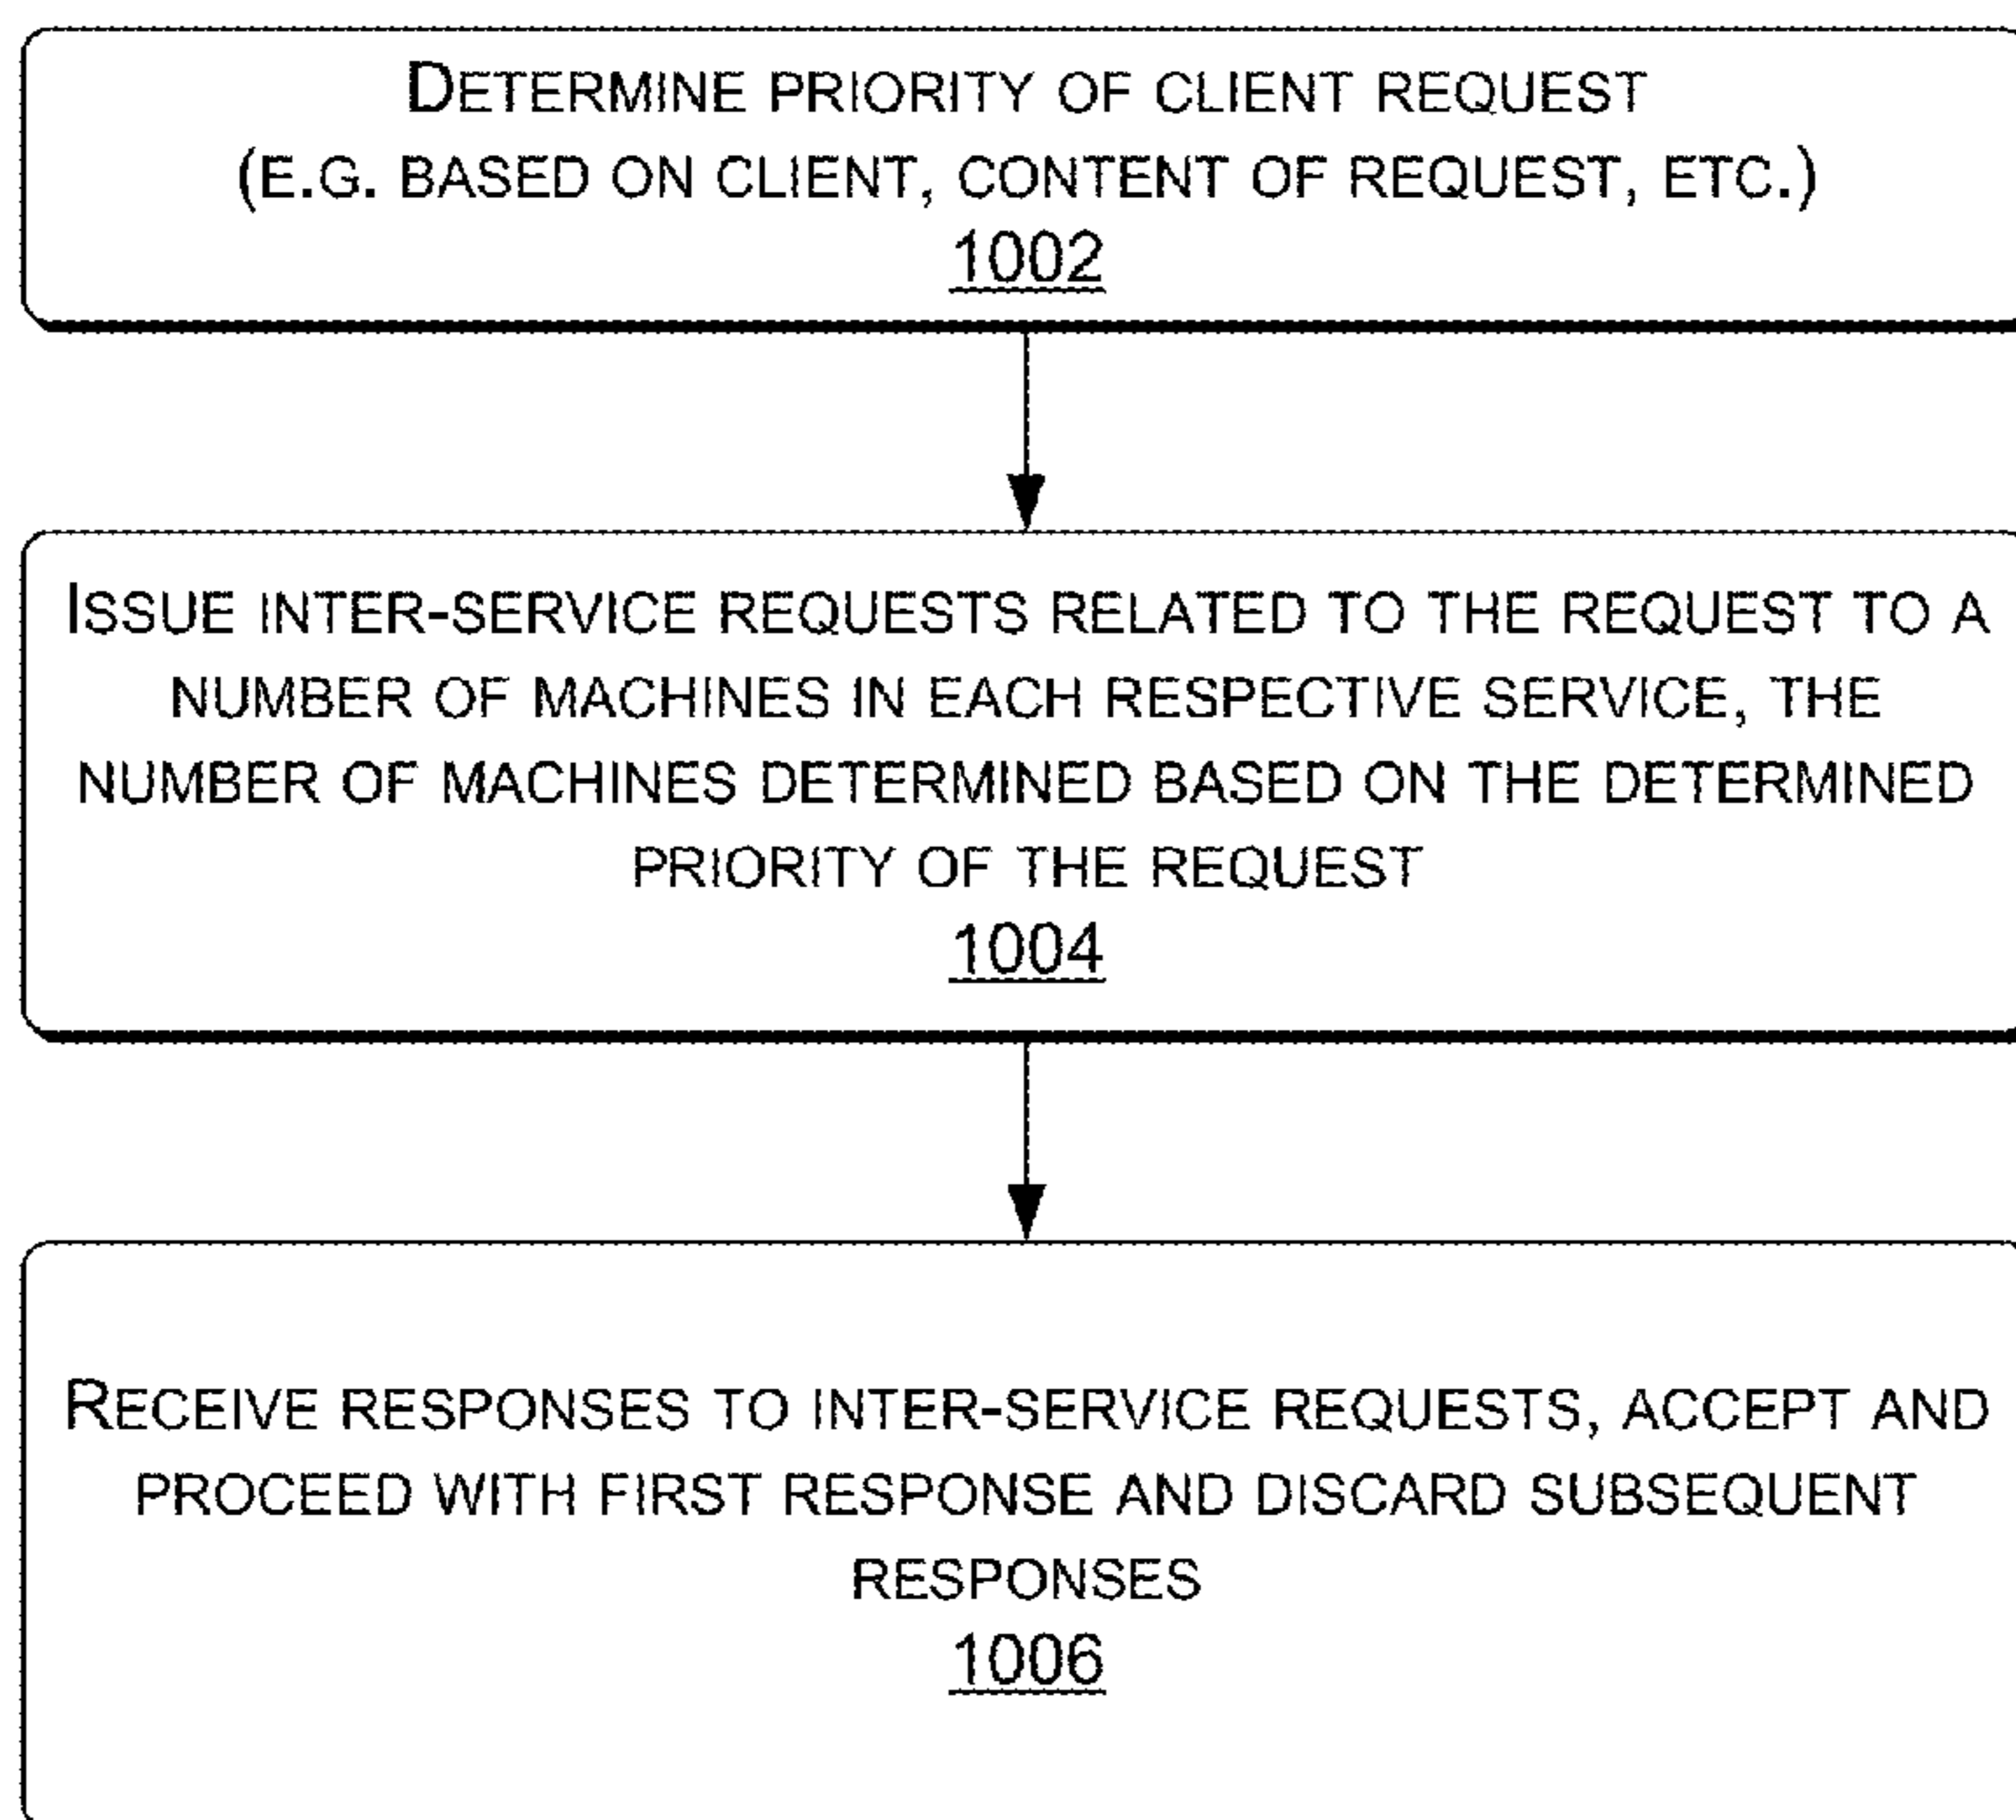 DETERMINE PRIORITY OF CLIENT REQUEST
(E.G. BASED ON CLIENT, CONTENT OF REQUEST, ETC.)
1002
ISSUE INTER-SERVICE REQUESTS RELATED TO THE REQUEST TO A
NUMBER OF MACHINES IN EACH RESPECTIVE SERVICE, THE
NUMBER OF MACHINES DETERMINED BASED ON THE DETERMINED
PRIORITY OF THE REQUEST
1004
RECEIVE RESPONSES TO INTER-SERVICE REQUESTS, ACCEPT AND
PROCEED WITH FIRST RESPONSE AND DISCARD SUBSEQUENT
RESPONSES
1006